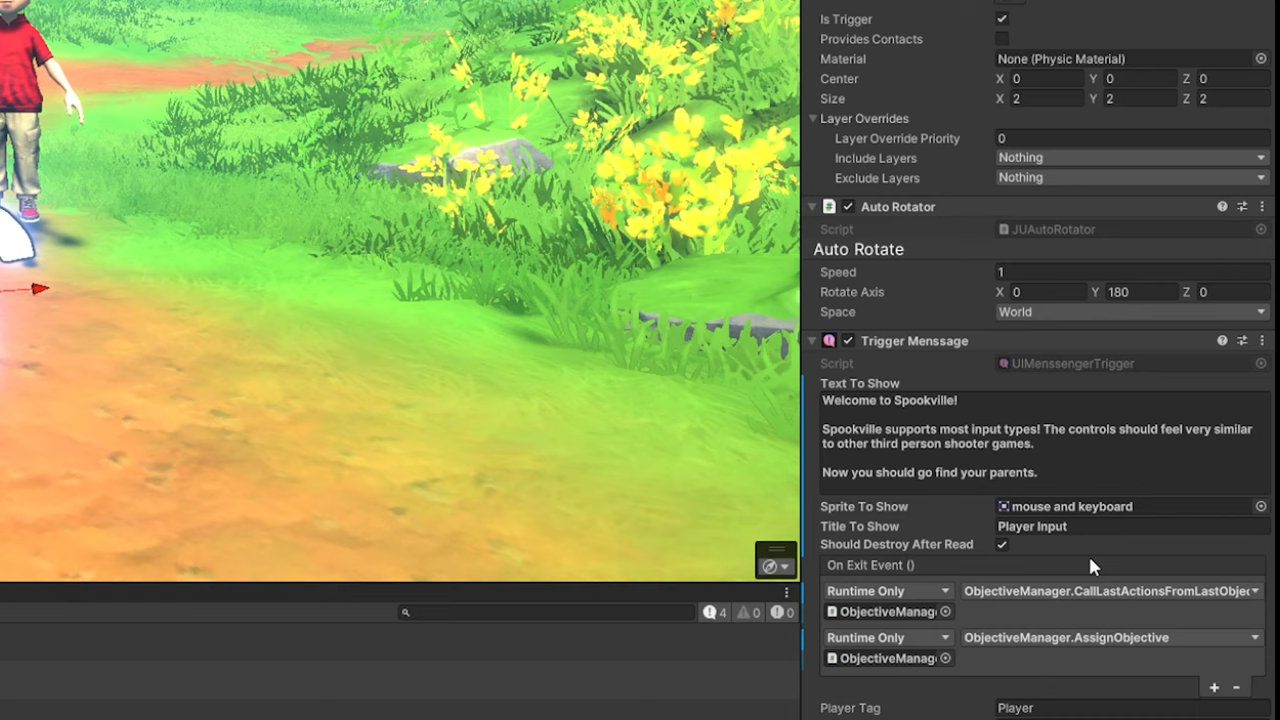 Is Trigger
Provides Contacts
Material None (Physic Material)
Center X 0 Y 0 Z 0
Size X 2 Y 2 Z 2
Layer Overrides
Layer Override Priority 0
Include Layers Nothing
Exclude Layers Nothing
# Auto Rotator
Script JUAutoRotator
Auto Rotate
Speed 1
Rotate Axis X 0 Y 180 Z 0
Space World
Trigger Menssage
Script UIMenssengerTrigger
Text To Show
Welcome to Spookville!
Spookville supports most input types! The controls should feel very similar
to other third person shooter games.
Now you should go find your parents.
Sprite To Show mouse and keyboard
Title To Show Player Input
Should Destroy After Read
On Exit Event ()
Runtime Only ObjectiveManager.CallLastActionsFromLastObjec
ObjectiveManag
4 0 0
Runtime Only ObjectiveManager.AssignObjective
ObjectiveManag
+ -
Player Tag Player